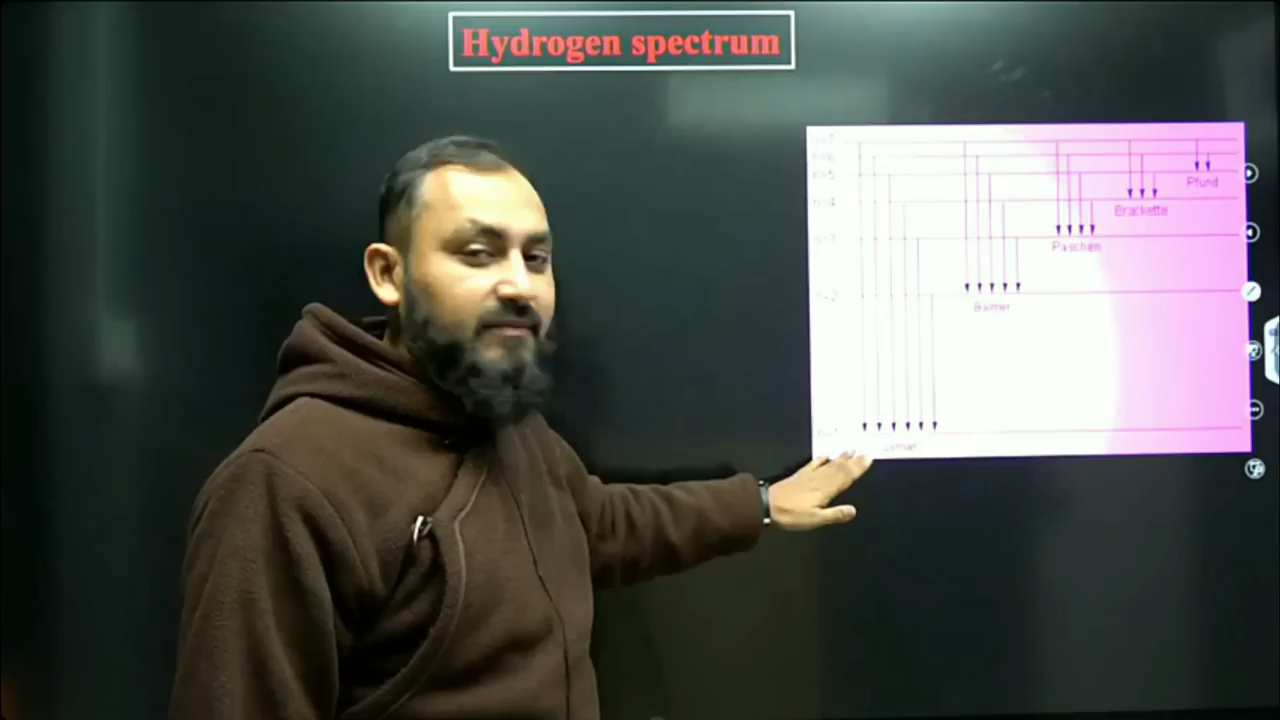 Hydrogen spectrum
n=7
n=6
n=5
Pfund
n=4
Brackette
n=3
Paschen
n=2
Balmer
n=1
Lyman